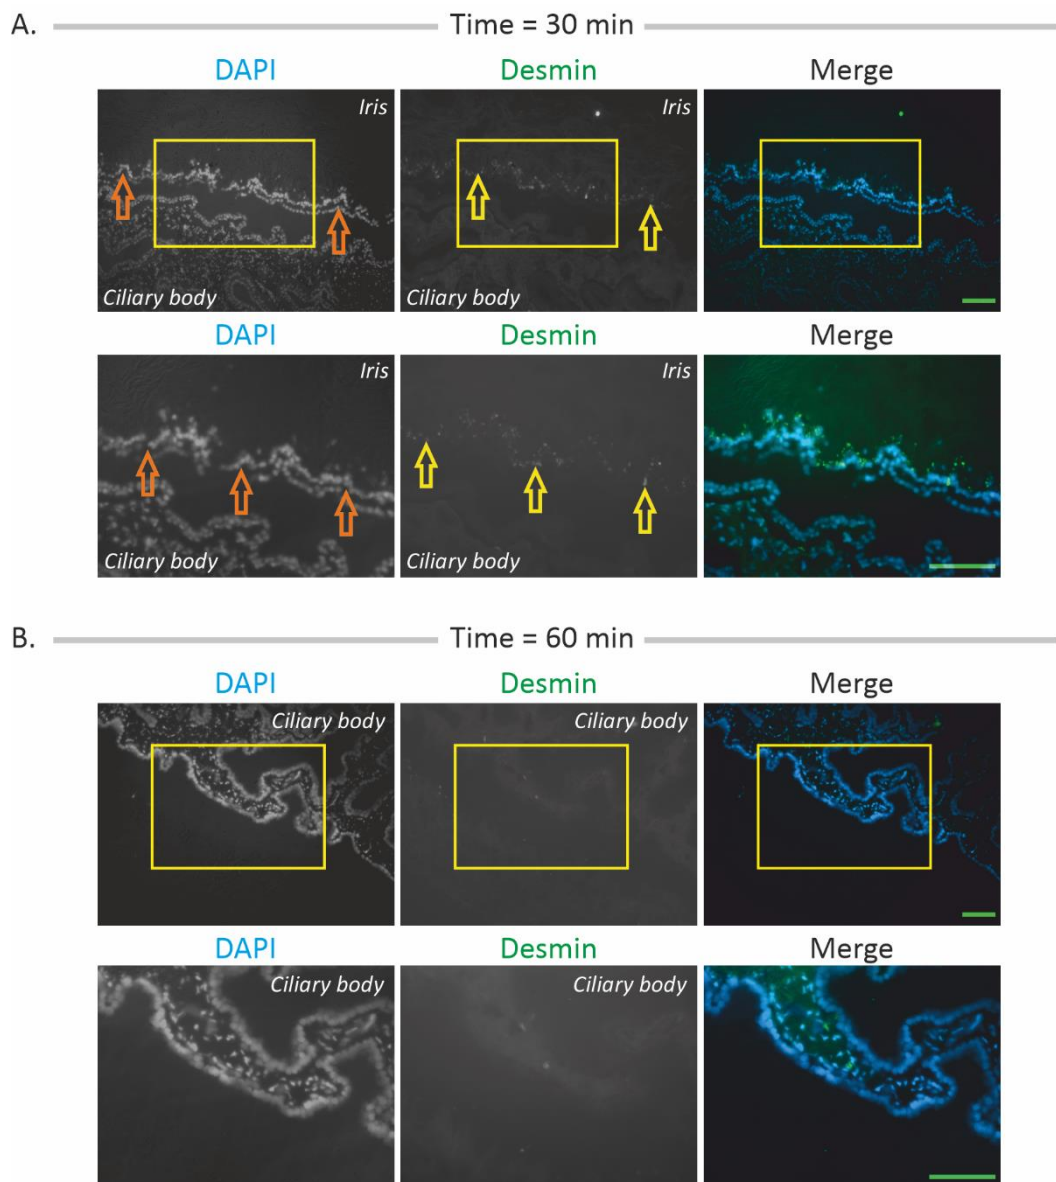 A. Time = 30 min
DAPI Desmin Merge
Iris Iris
Ciliary body Ciliary body
DAPI Desmin Merge
Iris Iris
Ciliary body Ciliary body
B. Time = 60 min
DAPI Desmin Merge
Ciliary body Ciliary body
DAPI Desmin Merge
Ciliary body Ciliary body